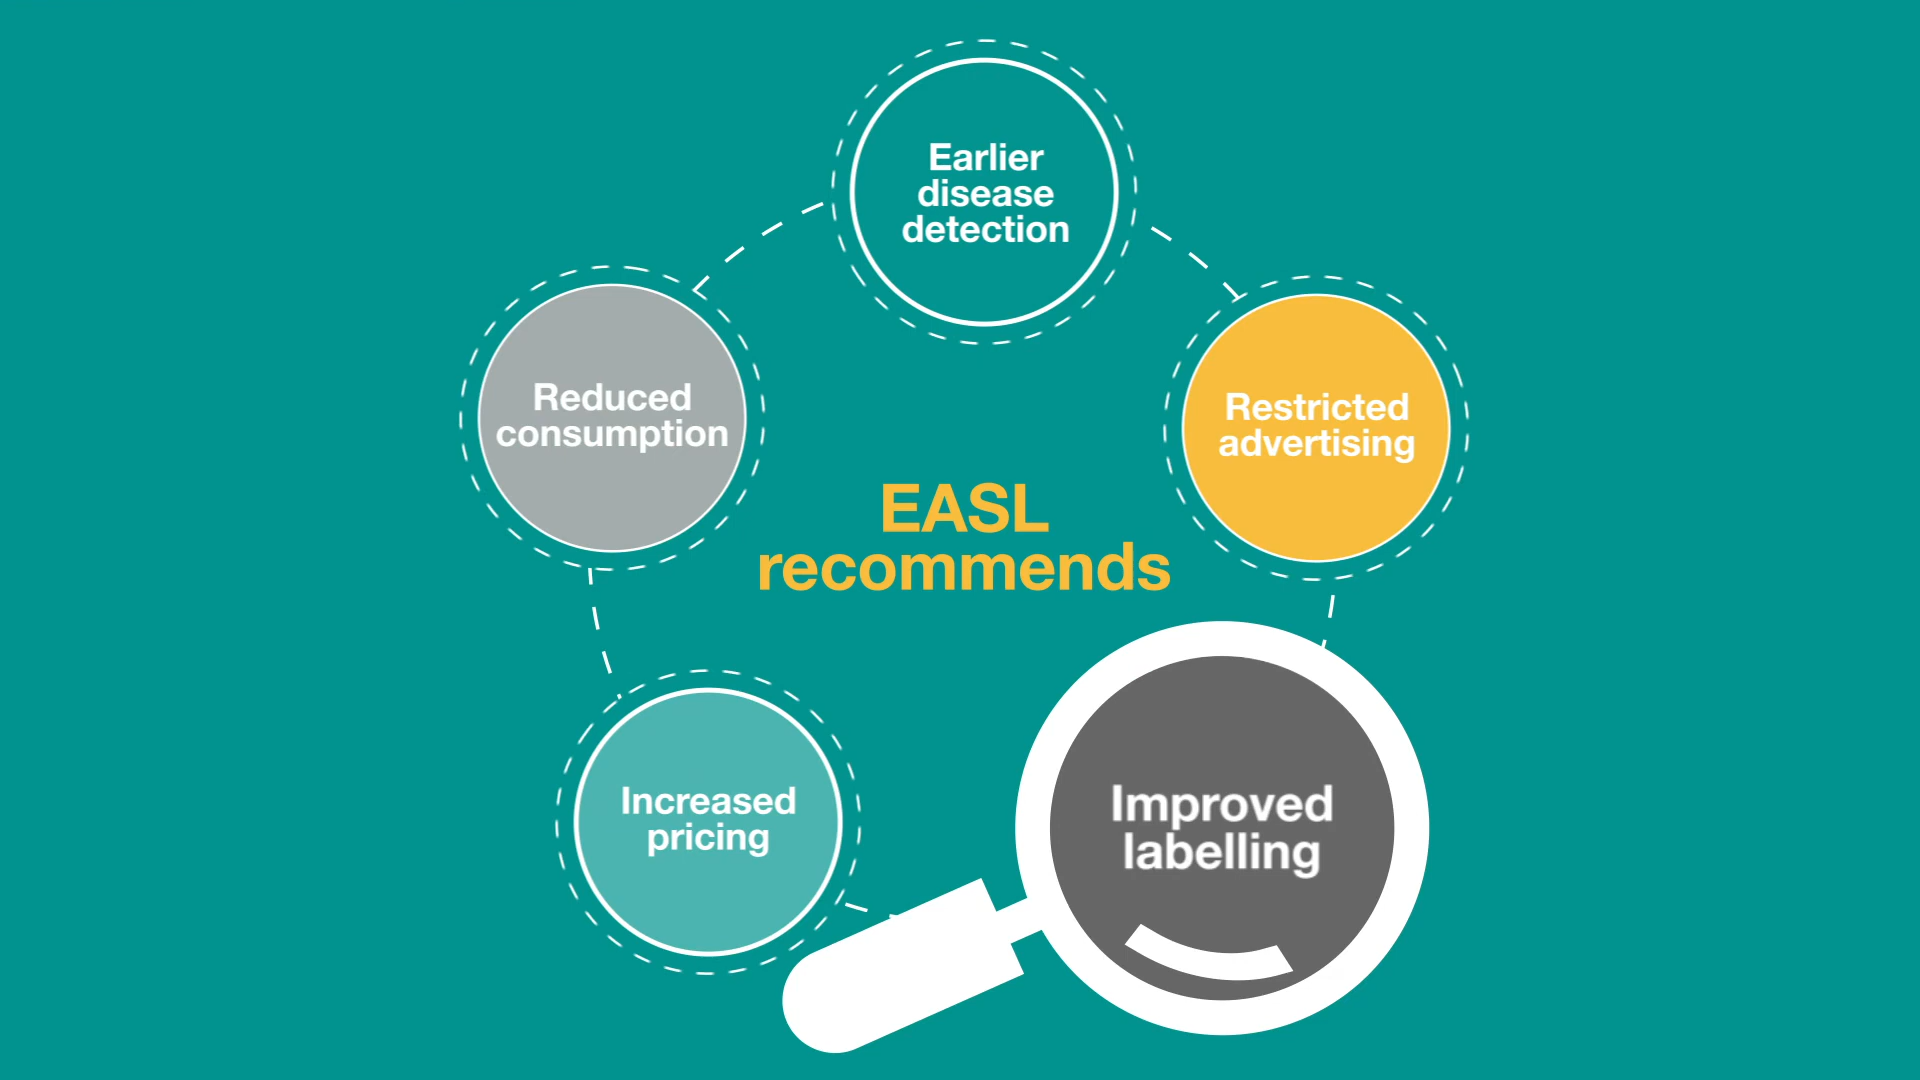 Earlier
disease
detection
Reduced
consumption
Restricted
advertising
EASL
recommends
Increased
pricing
Improved
labelling